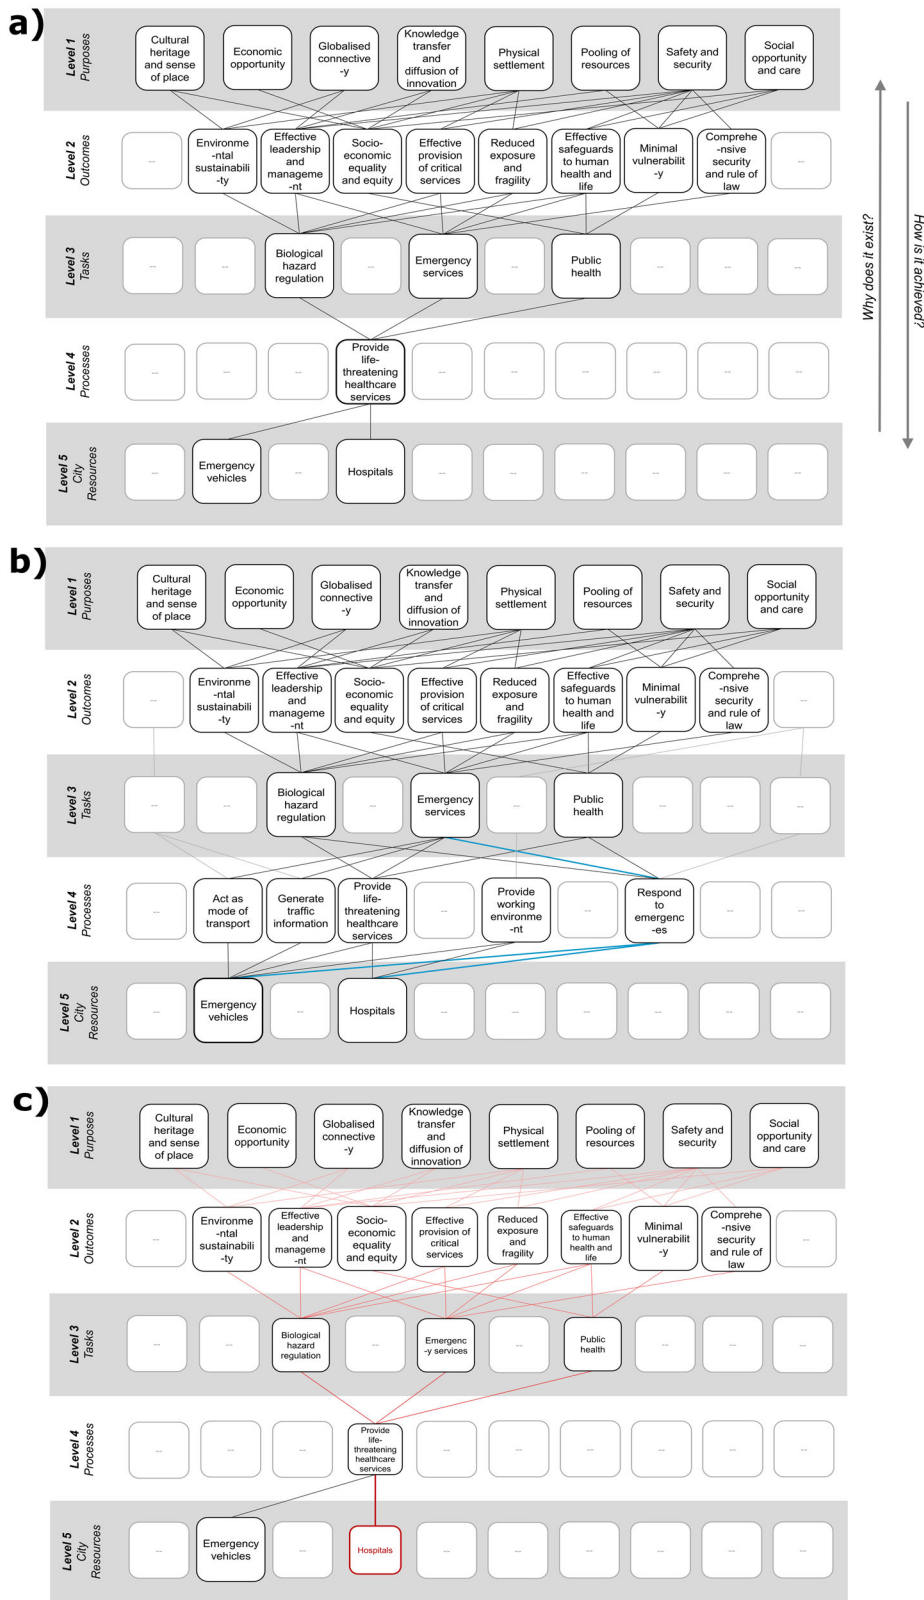 a)
Level 1
Purposes
Cultural
heritage
and sense
of place
Economic
opportunity
Globalised
connective-
-y
Knowledge
transfer
and
diffusion of
innovation
Physical
settlement
Pooling of
resources
Safety and
security
Social
opportunity
and care
Level 2
Outcomes
--
Environme-
-ntal
sustainabili-
-ty
Effective
leadership
and
manageme-
-nt
Socio-
economic
equality
and equity
Effective
provision of
critical
services
Reduced
exposure
and
fragility
Effective
safeguards
to human
health and
life
Minimal
vulnerabilit-
-y
Comprehe-
-nsive
security
and rule of
law
--
Level 3
Tasks
--
--
Biological
hazard
regulation
--
Emergency
services
--
Public
health
--
--
--
Level 4
Processes
--
--
--
Provide
life-
threatening
healthcare
services
--
--
--
--
--
--
Level 5
City
Resources
--
Emergency
vehicles
--
Hospitals
--
--
--
--
--
--
Why does it exist?
How is it achieved?
b)
Level 1
Purposes
Cultural
heritage
and sense
of place
Economic
opportunity
Globalised
connective-
-y
Knowledge
transfer
and
diffusion of
innovation
Physical
settlement
Pooling of
resources
Safety and
security
Social
opportunity
and care
Level 2
Outcomes
--
Environme-
-ntal
sustainabili-
-ty
Effective
leadership
and
manageme-
-nt
Socio-
economic
equality
and equity
Effective
provision of
critical
services
Reduced
exposure
and
fragility
Effective
safeguards
to human
health and
life
Minimal
vulnerabilit-
-y
Comprehe-
-nsive
security
and rule of
law
--
Level 3
Tasks
--
--
Biological
hazard
regulation
--
Emergency
services
--
Public
health
--
--
--
Level 4
Processes
--
Act as
mode of
transport
Generate
traffic
information
Provide
life-
threatening
healthcare
services
--
Provide
working
environme-
-nt
--
Respond
to
emergenc-
-es
--
--
Level 5
City
Resources
--
Emergency
vehicles
--
Hospitals
--
--
--
--
--
--
c)
Level 1
Purposes
Cultural
heritage
and sense
of place
Economic
opportunity
Globalised
connective-
-y
Knowledge
transfer
and
diffusion of
innovation
Physical
settlement
Pooling of
resources
Safety and
security
Social
opportunity
and care
Level 2
Outcomes
--
Environme-
-ntal
sustainabili-
-ty
Effective
leadership
and
manageme-
-nt
Socio-
economic
equality
and equity
Effective
provision of
critical
services
Reduced
exposure
and
fragility
Effective
safeguards
to human
health and
life
Minimal
vulnerabilit-
-y
Comprehe-
-nsive
security
and rule of
law
--
Level 3
Tasks
--
--
Biological
hazard
regulation
--
Emergenc-
-y services
--
Public
health
--
--
--
Level 4
Processes
--
--
--
Provide
life-
threatening
healthcare
services
--
--
--
--
--
--
Level 5
City
Resources
--
Emergency
vehicles
--
Hospitals
--
--
--
--
--
--